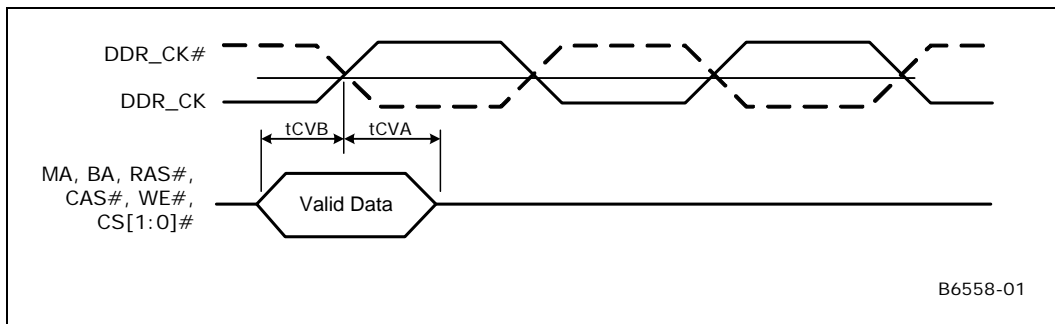 DDR_CK#
DDR_CK
tCVB
tCVA
MA, BA, RAS#,
CAS#, WE#,
CS[1:0]#
Valid Data
B6558-01